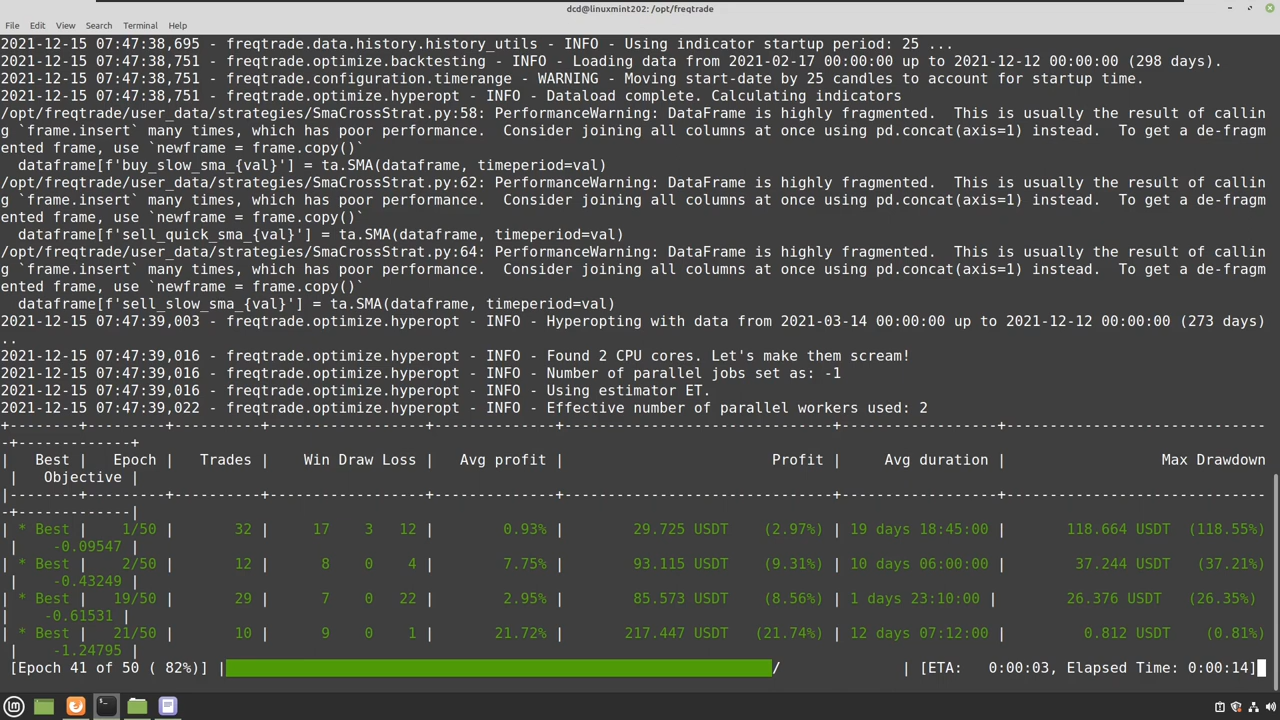 dcd@linuxmint202: /opt/freqtrade
File Edit View Search Terminal Help
2021-12-15 07:47:38,695 - freqtrade.data.history.history_utils - INFO - Using indicator startup period: 25 ...
2021-12-15 07:47:38,751 - freqtrade.optimize.backtesting - INFO - Loading data from 2021-02-17 00:00:00 up to 2021-12-12 00:00:00 (298 days).
2021-12-15 07:47:38,751 - freqtrade.configuration.timerange - WARNING - Moving start-date by 25 candles to account for startup time.
2021-12-15 07:47:38,751 - freqtrade.optimize.hyperopt - INFO - Dataload complete. Calculating indicators
/opt/freqtrade/user_data/strategies/SmaCrossStrat.py:58: PerformanceWarning: DataFrame is highly fragmented.  This is usually the result of callin
g `frame.insert` many times, which has poor performance.  Consider joining all columns at once using pd.concat(axis=1) instead.  To get a de-fragm
ented frame, use `newframe = frame.copy()`
  dataframe[f'buy_slow_sma_{val}'] = ta.SMA(dataframe, timeperiod=val)
/opt/freqtrade/user_data/strategies/SmaCrossStrat.py:62: PerformanceWarning: DataFrame is highly fragmented.  This is usually the result of callin
g `frame.insert` many times, which has poor performance.  Consider joining all columns at once using pd.concat(axis=1) instead.  To get a de-fragm
ented frame, use `newframe = frame.copy()`
  dataframe[f'sell_quick_sma_{val}'] = ta.SMA(dataframe, timeperiod=val)
/opt/freqtrade/user_data/strategies/SmaCrossStrat.py:64: PerformanceWarning: DataFrame is highly fragmented.  This is usually the result of callin
g `frame.insert` many times, which has poor performance.  Consider joining all columns at once using pd.concat(axis=1) instead.  To get a de-fragm
ented frame, use `newframe = frame.copy()`
  dataframe[f'sell_slow_sma_{val}'] = ta.SMA(dataframe, timeperiod=val)
2021-12-15 07:47:39,003 - freqtrade.optimize.hyperopt - INFO - Hyperopting with data from 2021-03-14 00:00:00 up to 2021-12-12 00:00:00 (273 days)
..
2021-12-15 07:47:39,016 - freqtrade.optimize.hyperopt - INFO - Found 2 CPU cores. Let's make them scream!
2021-12-15 07:47:39,016 - freqtrade.optimize.hyperopt - INFO - Number of parallel jobs set as: -1
2021-12-15 07:47:39,016 - freqtrade.optimize.hyperopt - INFO - Using estimator ET.
2021-12-15 07:47:39,022 - freqtrade.optimize.hyperopt - INFO - Effective number of parallel workers used: 2
+--------+---------+----------+------------------+--------------+-------------------------------+------------------+------------------------------
-+-------------+
|   Best |   Epoch |   Trades |    Win Draw Loss |   Avg profit |                        Profit |     Avg duration |                  Max Drawdown
 |   Objective |
|--------+---------+----------+------------------+--------------+-------------------------------+------------------+------------------------------
-+-------------|
| * Best |    1/50 |       32 |     17    3   12 |        0.93% |        29.725 USDT    (2.97%) | 19 days 18:45:00 |        118.664 USDT  (118.55%)
 |    -0.09547 |
| * Best |    2/50 |       12 |      8    0    4 |        7.75% |        93.115 USDT    (9.31%) | 10 days 06:00:00 |         37.244 USDT   (37.21%)
 |    -0.43249 |
| * Best |   19/50 |       29 |      7    0   22 |        2.95% |        85.573 USDT    (8.56%) |  1 days 23:10:00 |        26.376 USDT   (26.35%)
 |   -0.61531 |
| * Best |   21/50 |       10 |      9    0    1 |       21.72% |       217.447 USDT   (21.74%) | 12 days 07:12:00 |          0.812 USDT    (0.81%)
 |    -1.24795 |
[Epoch 41 of 50 ( 82%)] | / | [ETA:   0:00:03, Elapsed Time: 0:00:14]